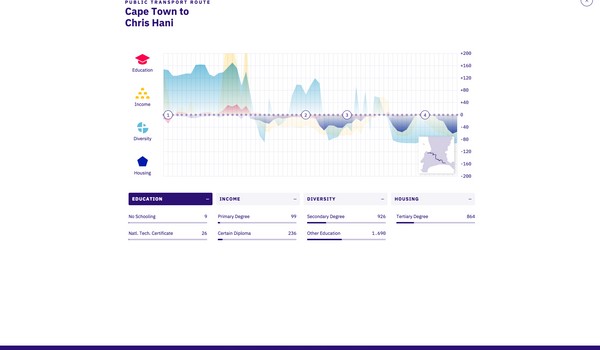 PUBLIC TRANSPORT ROUTE
Cape Town to
Chris Hani
Education
Income
Diversity
Housing
1
2
3
4
+200
+160
+120
+80
+40
0
-40
-80
-120
-160
-200
EDUCATION –
INCOME –
DIVERSITY –
HOUSING –
No Schooling 9
Primary Degree 99
Secondary Degree 926
Tertiary Degree 864
Natl. Tech. Certificate 26
Certain Diploma 236
Other Education 1.690